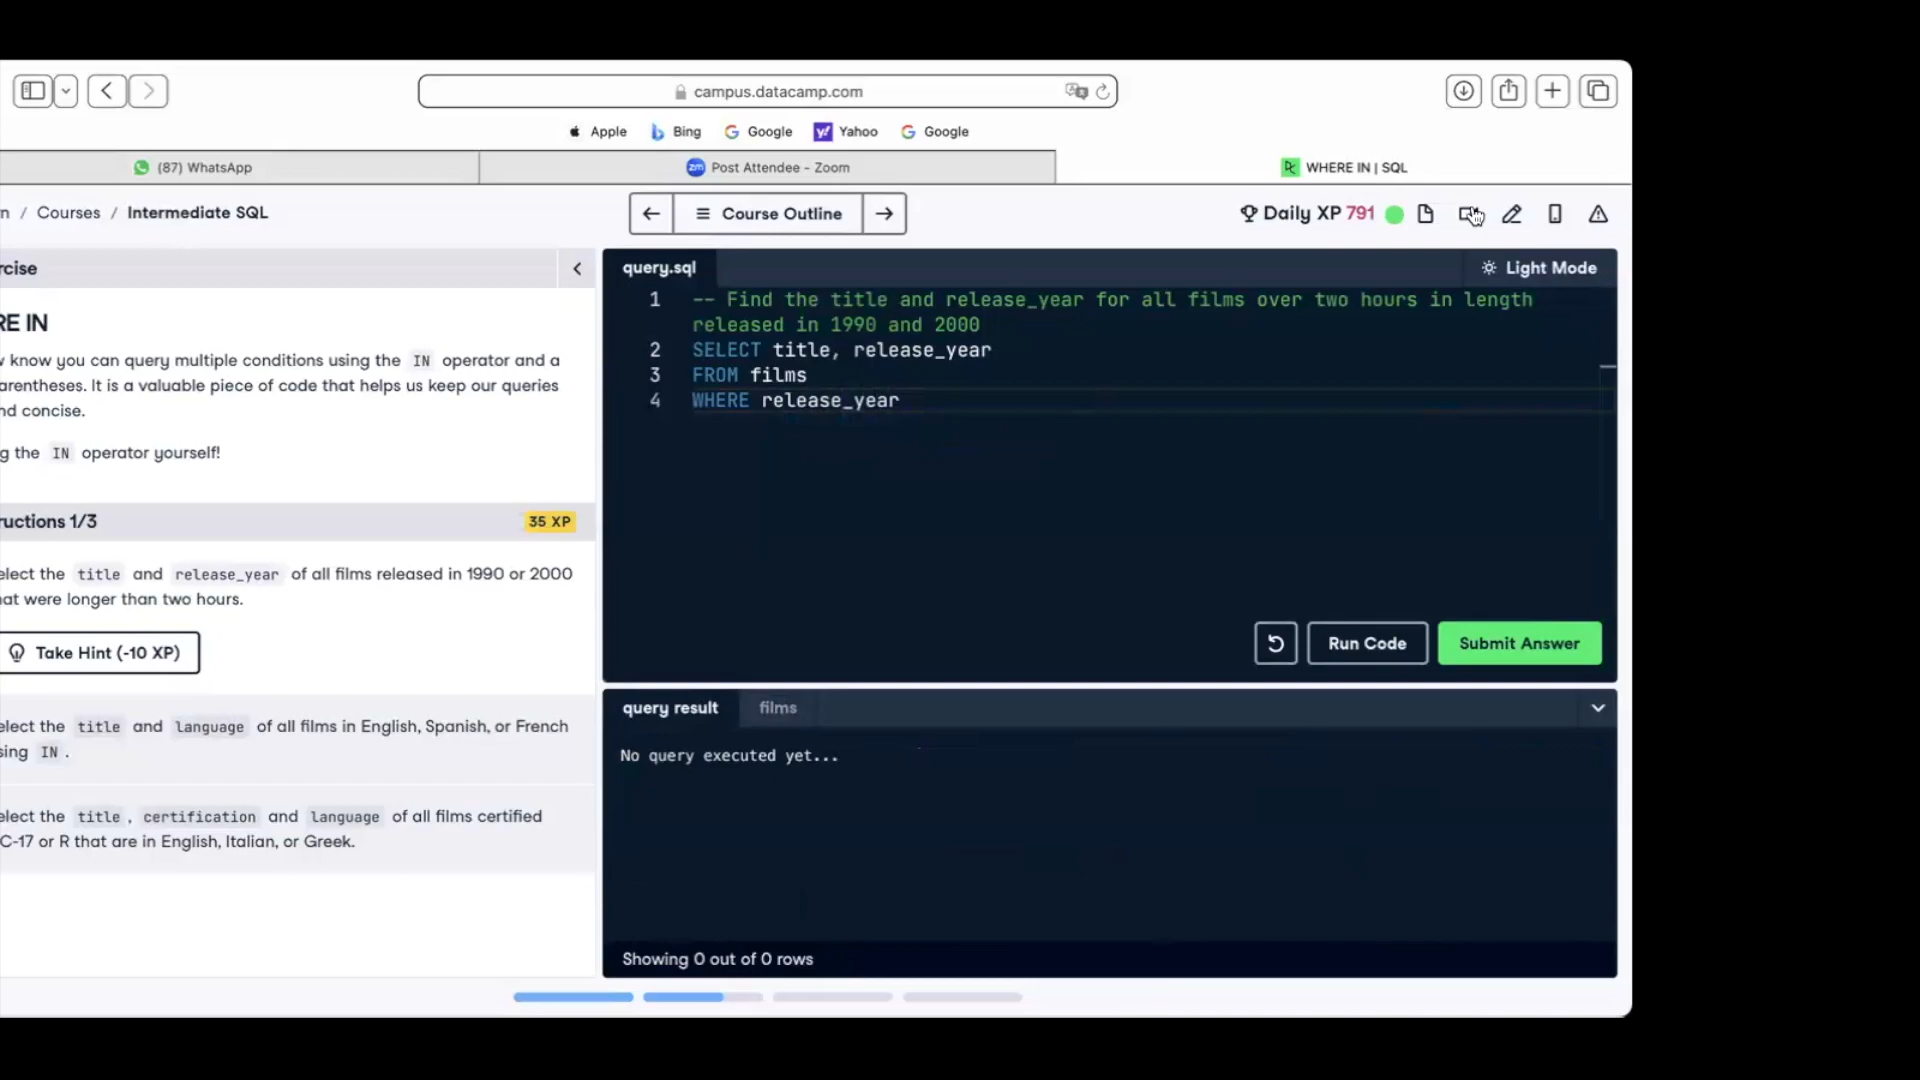 campus.datacamp.com
Apple Bing Google Yahoo Google
(87) WhatsApp Post Attendee - Zoom WHERE IN | SQL
n / Courses / Intermediate SQL
Course Outline
Daily XP 791
rcise
RE IN
w know you can query multiple conditions using the IN operator and a
arentheses. It is a valuable piece of code that helps us keep our queries
nd concise.
g the IN operator yourself!
ructions 1/3
35 XP
elect the title and release_year of all films released in 1990 or 2000
hat were longer than two hours.
Take Hint (-10 XP)
elect the title and language of all films in English, Spanish, or French
sing IN .
elect the title , certification and language of all films certified
C-17 or R that are in English, Italian, or Greek.
query.sql
Light Mode
1 -- Find the title and release_year for all films over two hours in length
released in 1990 and 2000
2 SELECT title, release_year
3 FROM films
4 WHERE release_year
Run Code
Submit Answer
query result films
No query executed yet...
Showing 0 out of 0 rows